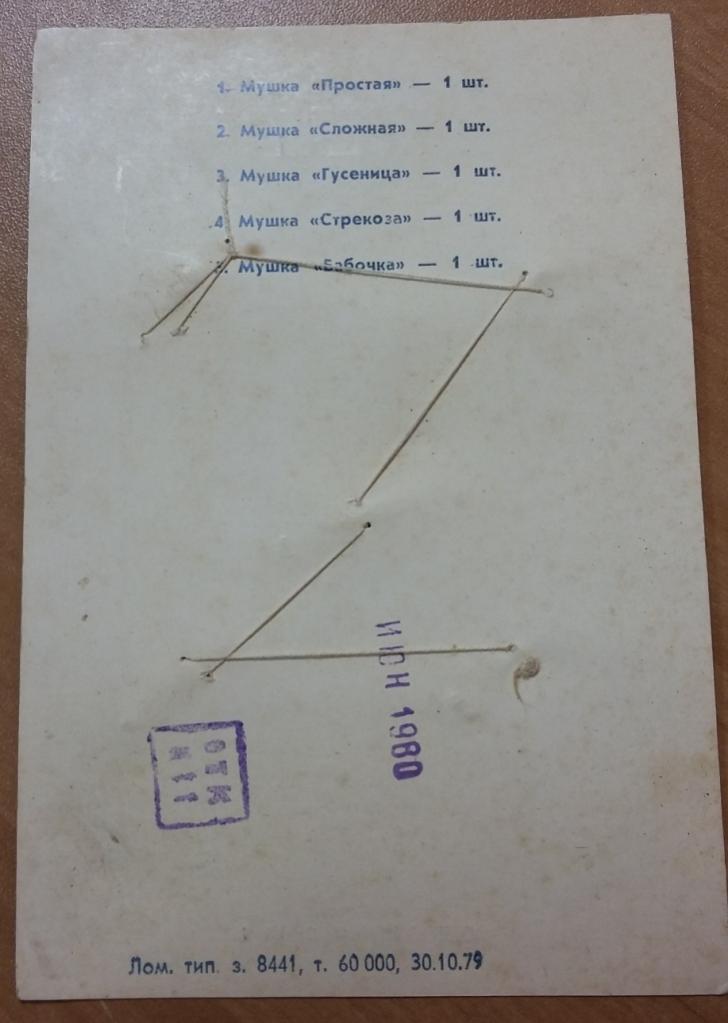 1. Мушка «Простая» — 1 шт.
2. Мушка «Сложная» — 1 шт.
3. Мушка «Гусеница» — 1 шт.
4. Мушка «Стрекоза» — 1 шт.
5. Мушка «Бабочка» — 1 шт.
ИЮН 1980
ОТК
К 11
Лом. тип. з. 8441, т. 60 000, 30.10.79